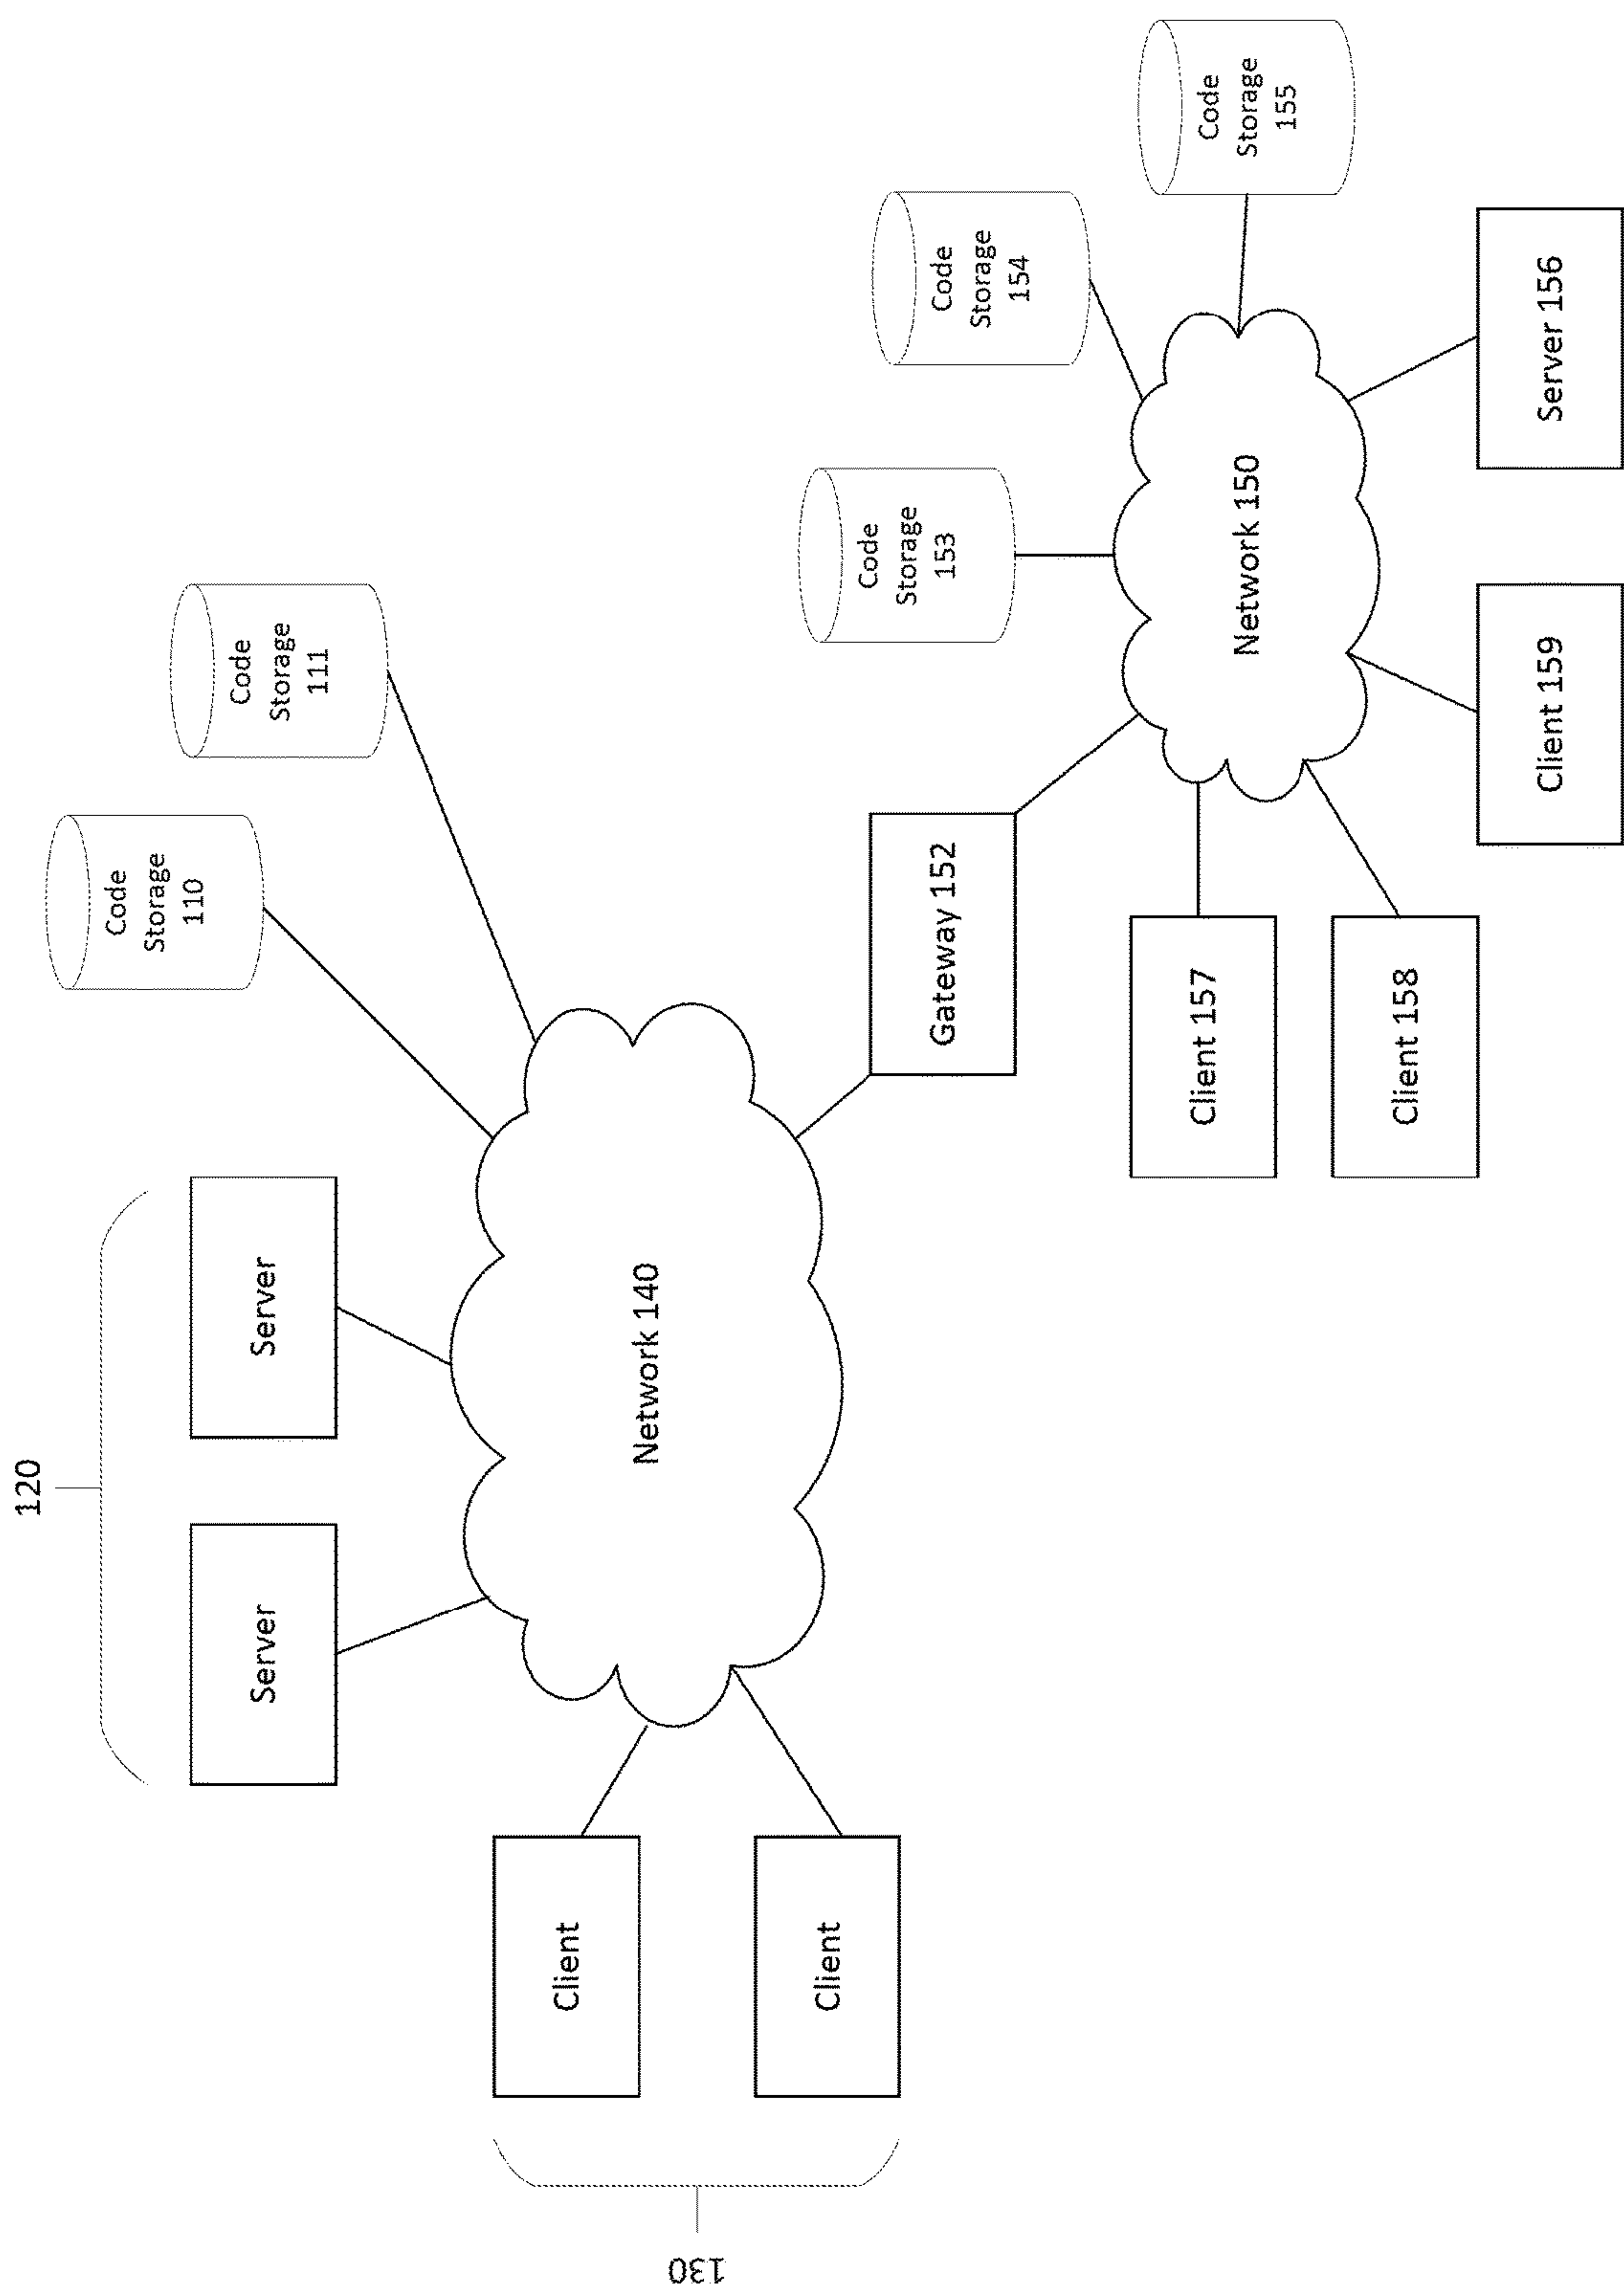 120
Server
Server
Code
Storage
110
Code
Storage
111
Client
Client
130
Network 140
Gateway 152
Code
Storage
153
Code
Storage
154
Code
Storage
155
Network 150
Client 157
Client 158
Client 159
Server 156